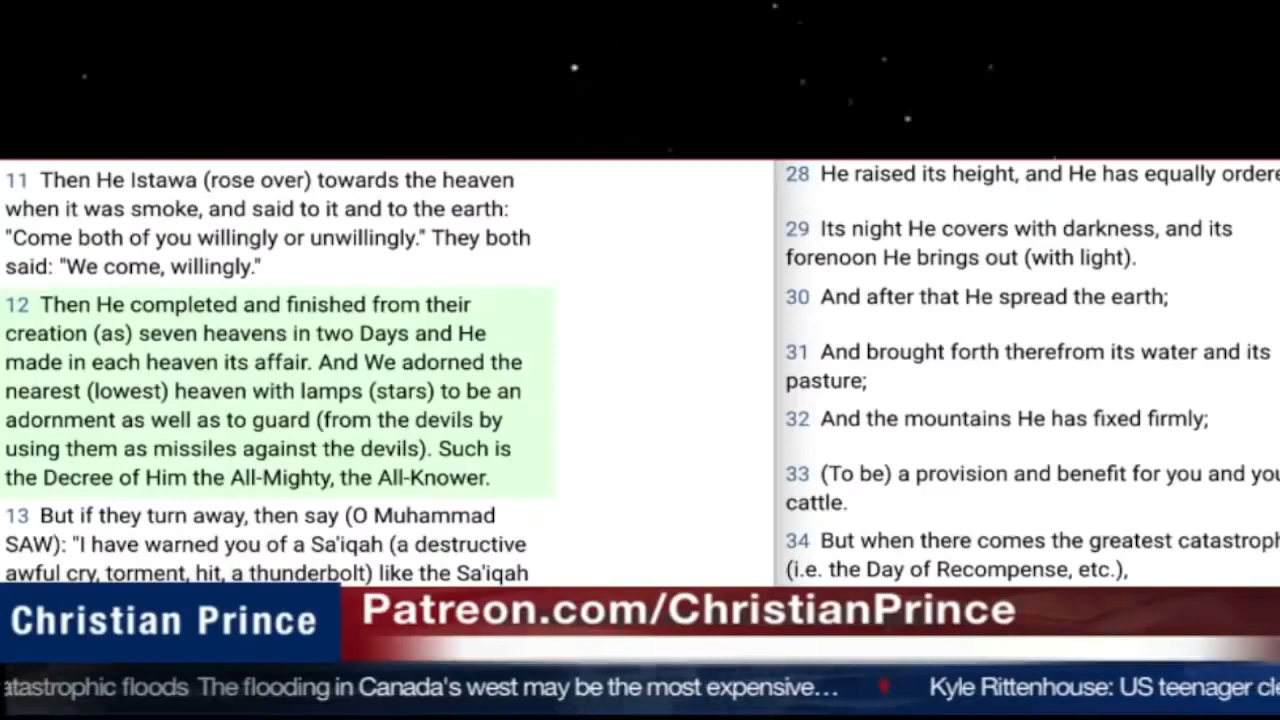 11 Then He Istawa (rose over) towards the heaven
when it was smoke, and said to it and to the earth:
"Come both of you willingly or unwillingly." They both
said: "We come, willingly."
12 Then He completed and finished from their
creation (as) seven heavens in two Days and He
made in each heaven its affair. And We adorned the
nearest (lowest) heaven with lamps (stars) to be an
adornment as well as to guard (from the devils by
using them as missiles against the devils). Such is
the Decree of Him the All-Mighty, the All-Knower.
13 But if they turn away, then say (O Muhammad
SAW): "I have warned you of a Sa'iqah (a destructive
awful cry, torment, hit, a thunderbolt) like the Sa'iqah
28 He raised its height, and He has equally ordere
29 Its night He covers with darkness, and its
forenoon He brings out (with light).
30 And after that He spread the earth;
31 And brought forth therefrom its water and its
pasture;
32 And the mountains He has fixed firmly;
33 (To be) a provision and benefit for you and you
cattle.
34 But when there comes the greatest catastroph
(i.e. the Day of Recompense, etc.),
Christian Prince
Patreon.com/ChristianPrince
atastrophic floods The flooding in Canada's west may be the most expensive... Kyle Rittenhouse: US teenager cle